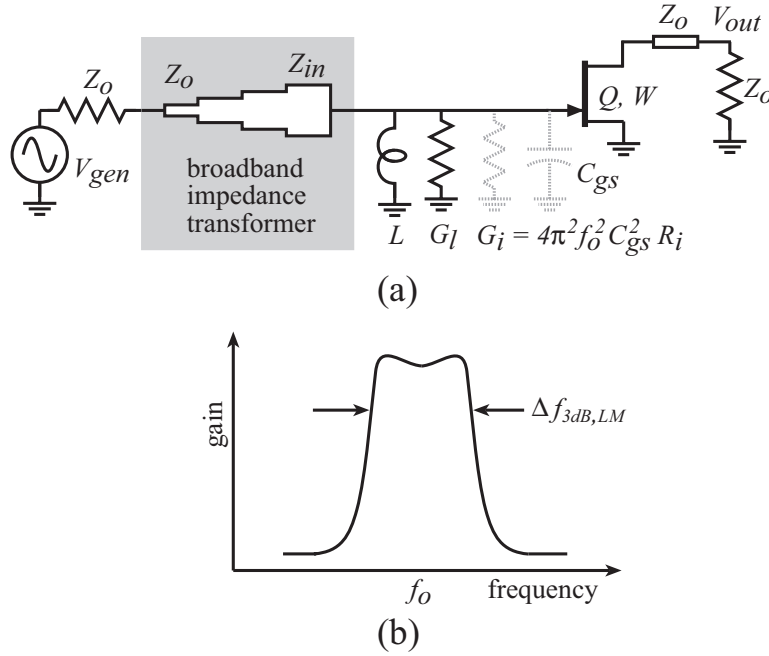 Z_o
V_out
Z_o
Z_o
Z_in
Z_o
Q, W
V_gen
C_gs
broadband
impedance
transformer
L
G_l
G_i = 4π²f_o²C_gs²R_i
(a)
gain
Δf_3dB,LM
f_o
frequency
(b)